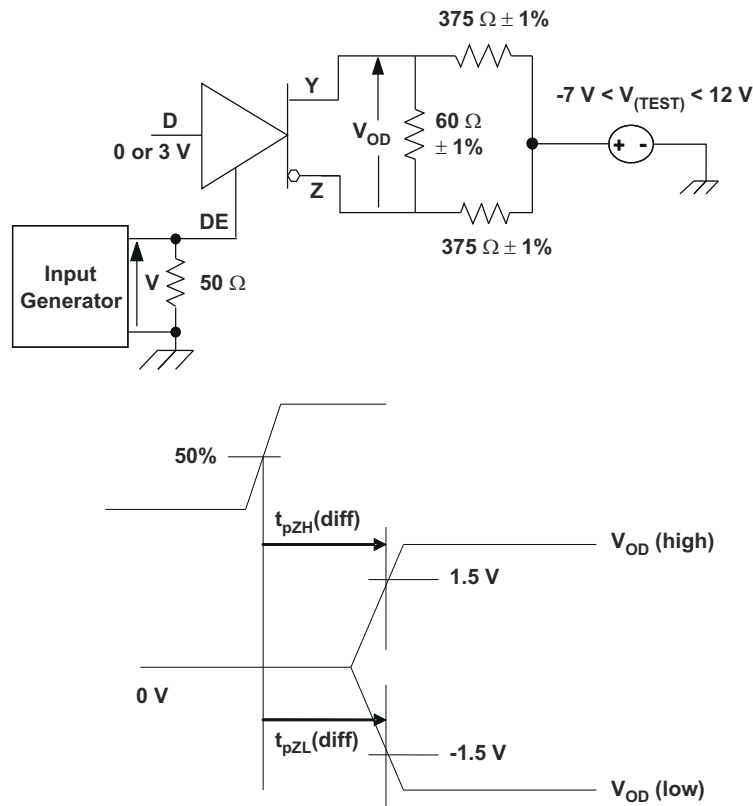 375 Ω ± 1%
Y
-7 V < V(TEST) < 12 V
D
0 or 3 V
VOD
60 Ω
± 1%
+ -
Z
DE
375 Ω ± 1%
Input
Generator
V
50 Ω
50%
tpZH(diff)
VOD (high)
1.5 V
0 V
tpZL(diff)
-1.5 V
VOD (low)